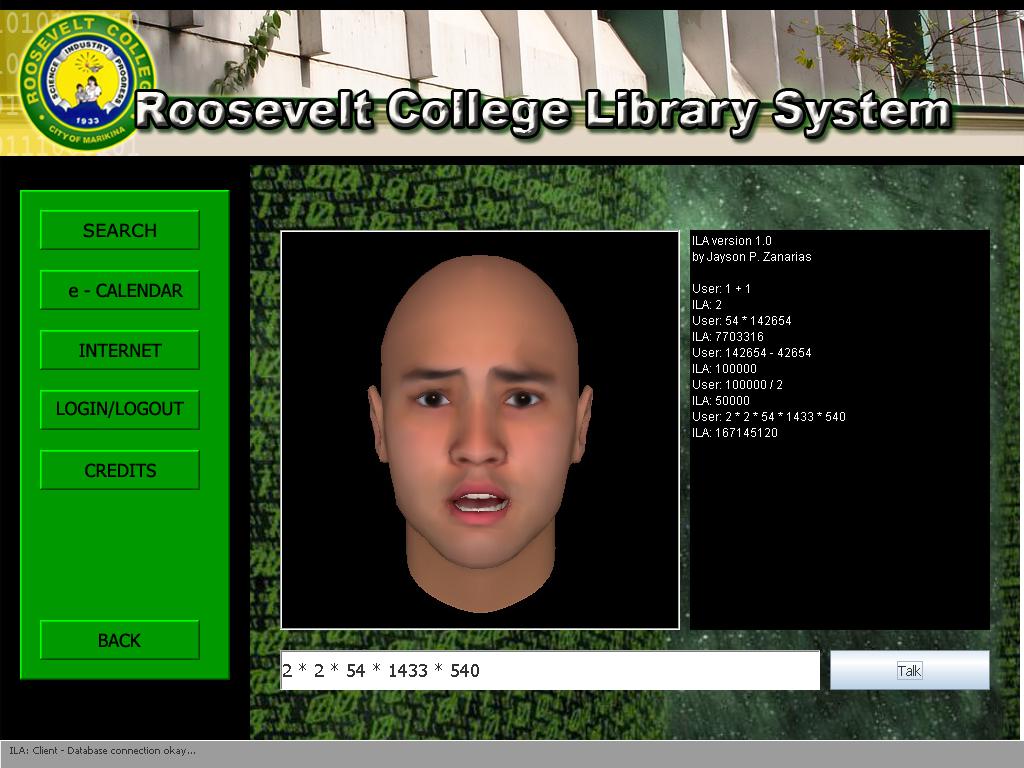 ROOSEVELT COLLEGE
SCIENCE INDUSTRY PROGRESS
1933
CITY OF MARIKINA
Roosevelt College Library System
SEARCH
e - CALENDAR
INTERNET
LOGIN/LOGOUT
CREDITS
BACK
ILA version 1.0
by Jayson P. Zanarias
User: 1 + 1
ILA: 2
User: 54 * 142654
ILA: 7703316
User: 142654 - 42654
ILA: 100000
User: 100000 / 2
ILA: 50000
User: 2 * 2 * 54 * 1433 * 540
ILA: 167145120
2 * 2 * 54 * 1433 * 540
Talk
ILA: Client - Database connection okay...